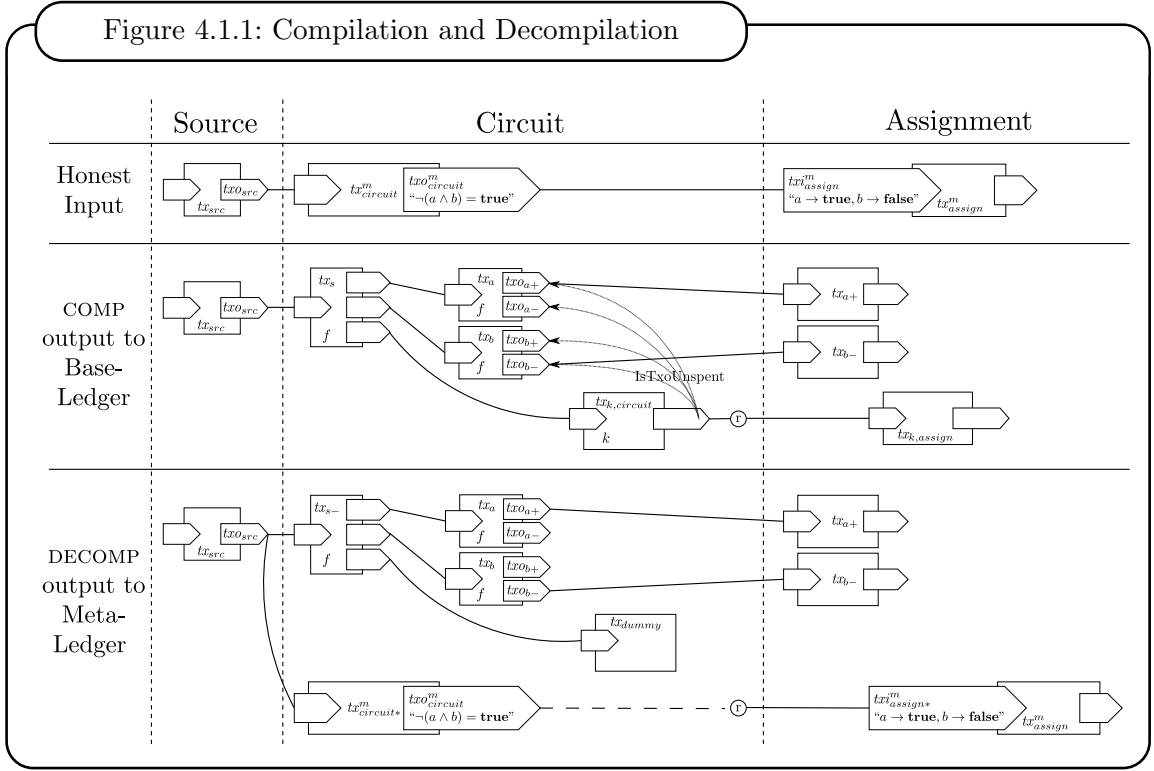 Figure 4.1.1: Compilation and Decompilation
Source
Circuit
Assignment
Honest
Input
txo_src
tx_src
tx^m_circuit
txo^m_circuit
“¬(a ∧ b) = true”
txi^m_assign
“a → true, b → false”
tx^m_assign
COMP
output to
Base-
Ledger
txo_src
tx_src
tx_s
f
tx_a
f
txo_a+
txo_a−
tx_b
f
txo_b+
txo_b−
IsTxoUnspent
tx_k,circuit
k
r
tx_a+
tx_b−
tx_k,assign
DECOMP
output to
Meta-
Ledger
txo_src
tx_src
tx_s−
f
tx_a
f
txo_a+
txo_a−
tx_b
f
txo_b+
txo_b−
tx_dummy
tx_a+
tx_b−
tx^m_circuit*
txo^m_circuit
“¬(a ∧ b) = true”
r
txi^m_assign*
“a → true, b → false”
tx^m_assign